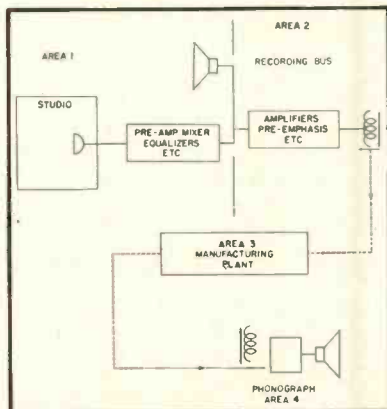 AREA 1
AREA 2
RECORDING BUS
STUDIO
PRE-AMP MIXER
EQUALIZERS
ETC
AMPLIFIERS
PRE-EMPHASIS
ETC
AREA 3
MANUFACTURING
PLANT
PHONOGRAPH
AREA 4